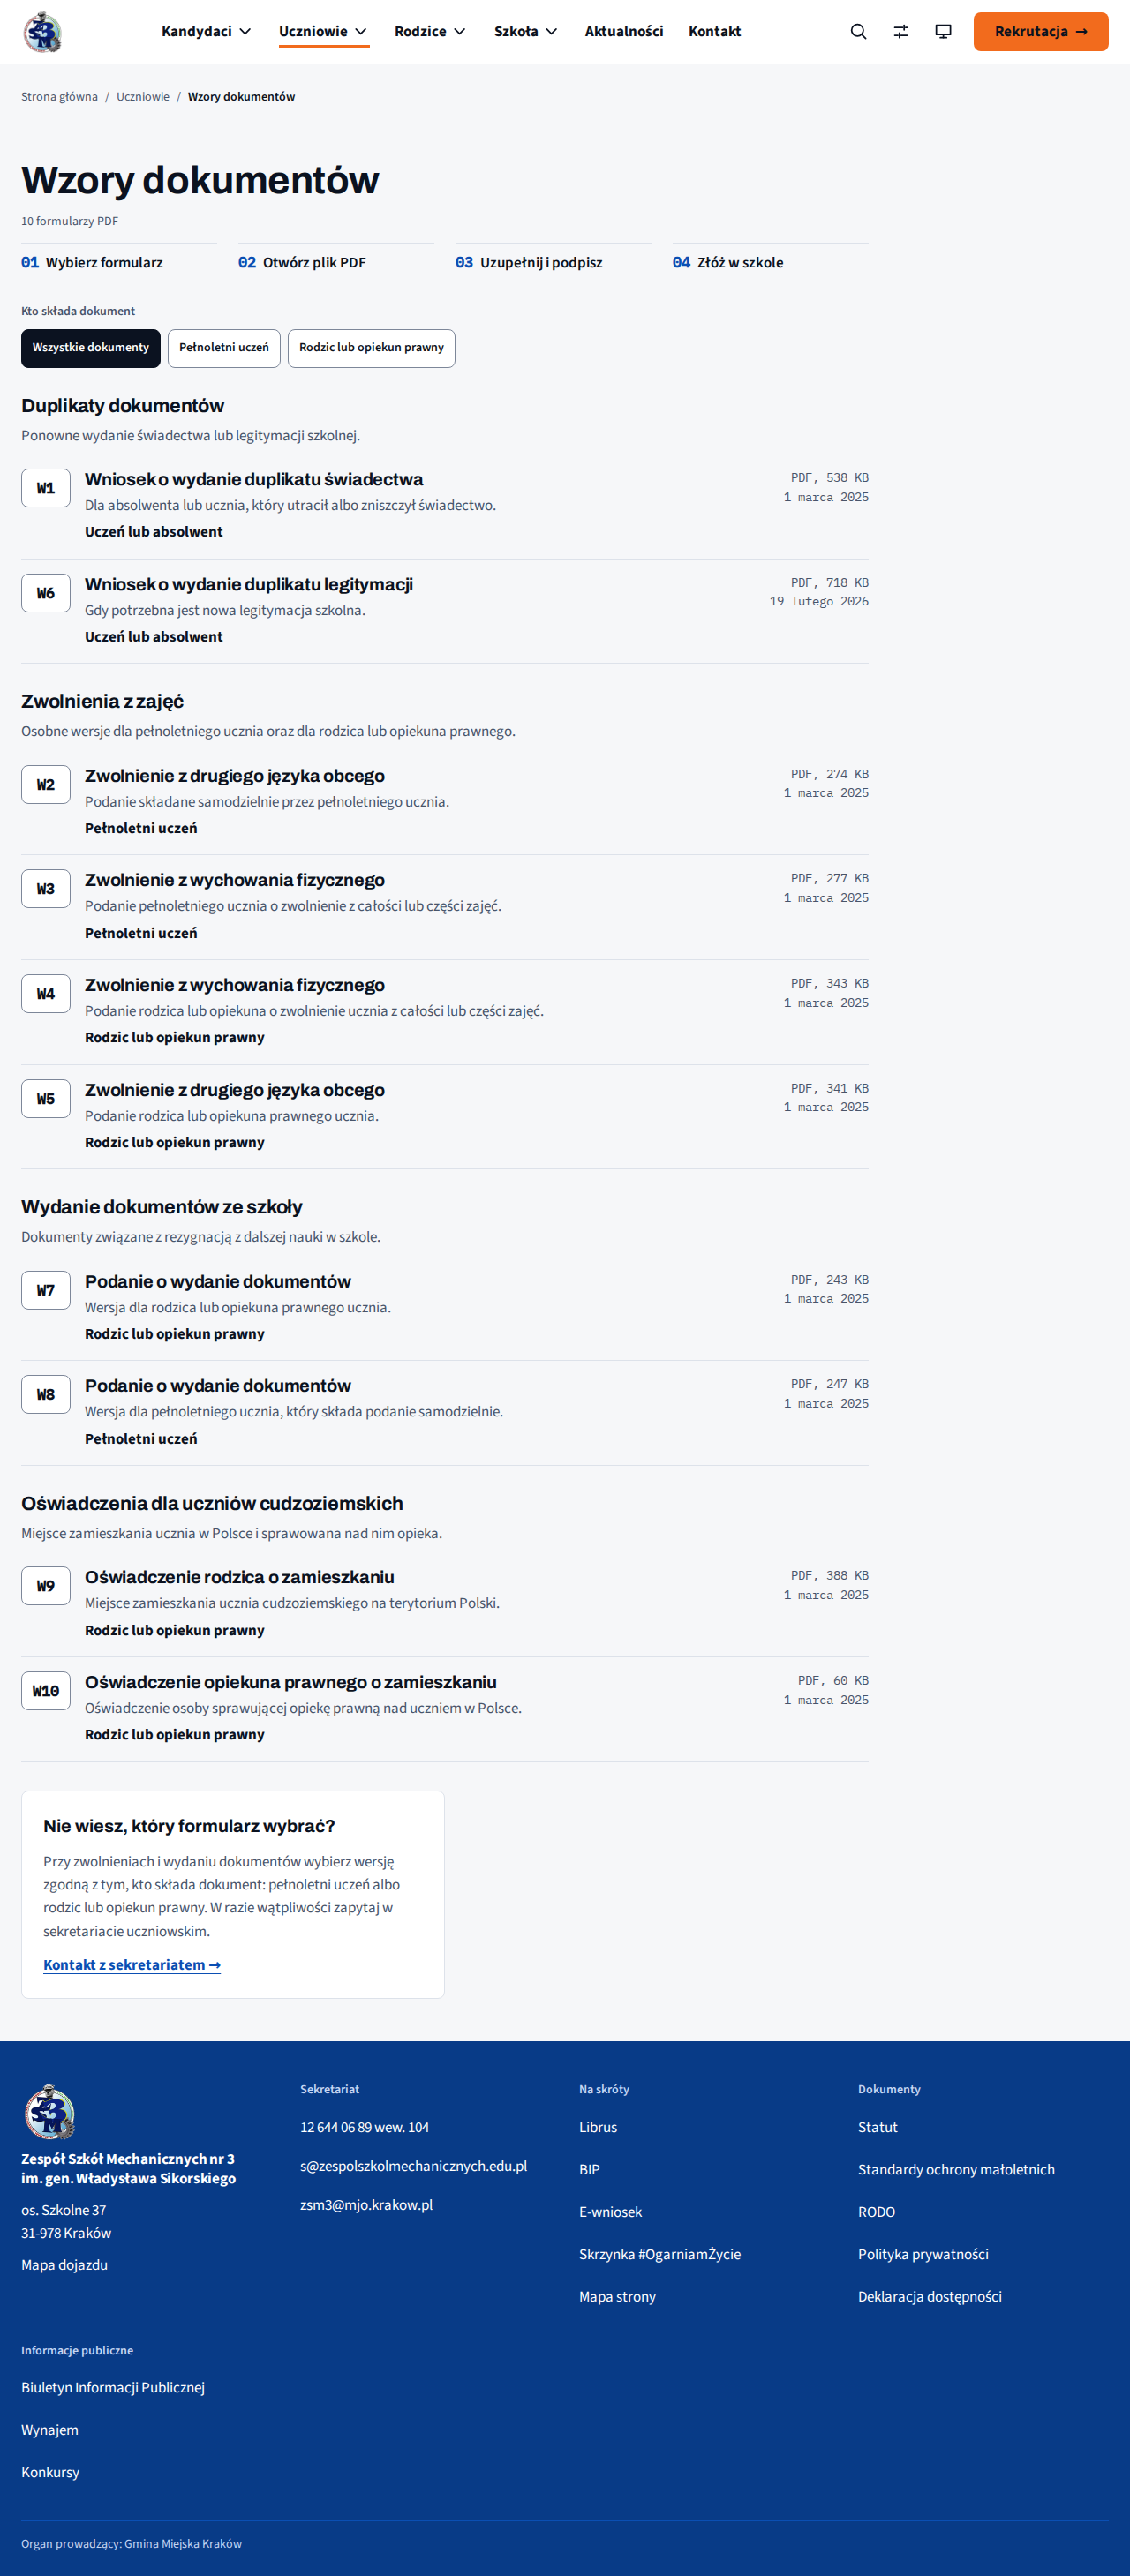 Kandydaci Uczniowie Rodzice Szkoła Aktualności Kontakt Rekrutacja →
Strona główna / Uczniowie / Wzory dokumentów
Wzory dokumentów
10 formularzy PDF
01 Wybierz formularz 02 Otwórz plik PDF 03 Uzupełnij i podpisz 04 Złóż w szkole
Kto składa dokument
Wszystkie dokumenty Pełnoletni uczeń Rodzic lub opiekun prawny
Duplikaty dokumentów
Ponowne wydanie świadectwa lub legitymacji szkolnej.
W1 Wniosek o wydanie duplikatu świadectwa PDF, 538 KB
Dla absolwenta lub ucznia, który utracił albo zniszczył świadectwo. 1 marca 2025
Uczeń lub absolwent
W6 Wniosek o wydanie duplikatu legitymacji PDF, 718 KB
Gdy potrzebna jest nowa legitymacja szkolna. 19 lutego 2026
Uczeń lub absolwent
Zwolnienia z zajęć
Osobne wersje dla pełnoletniego ucznia oraz dla rodzica lub opiekuna prawnego.
W2 Zwolnienie z drugiego języka obcego PDF, 274 KB
Podanie składane samodzielnie przez pełnoletniego ucznia. 1 marca 2025
Pełnoletni uczeń
W3 Zwolnienie z wychowania fizycznego PDF, 277 KB
Podanie pełnoletniego ucznia o zwolnienie z całości lub części zajęć. 1 marca 2025
Pełnoletni uczeń
W4 Zwolnienie z wychowania fizycznego PDF, 343 KB
Podanie rodzica lub opiekuna o zwolnienie ucznia z całości lub części zajęć. 1 marca 2025
Rodzic lub opiekun prawny
W5 Zwolnienie z drugiego języka obcego PDF, 341 KB
Podanie rodzica lub opiekuna prawnego ucznia. 1 marca 2025
Rodzic lub opiekun prawny
Wydanie dokumentów ze szkoły
Dokumenty związane z rezygnacją z dalszej nauki w szkole.
W7 Podanie o wydanie dokumentów PDF, 243 KB
Wersja dla rodzica lub opiekuna prawnego ucznia. 1 marca 2025
Rodzic lub opiekun prawny
W8 Podanie o wydanie dokumentów PDF, 247 KB
Wersja dla pełnoletniego ucznia, który składa podanie samodzielnie. 1 marca 2025
Pełnoletni uczeń
Oświadczenia dla uczniów cudzoziemskich
Miejsce zamieszkania ucznia w Polsce i sprawowana nad nim opieka.
W9 Oświadczenie rodzica o zamieszkaniu PDF, 388 KB
Miejsce zamieszkania ucznia cudzoziemskiego na terytorium Polski. 1 marca 2025
Rodzic lub opiekun prawny
W10 Oświadczenie opiekuna prawnego o zamieszkaniu PDF, 60 KB
Oświadczenie osoby sprawującej opiekę prawną nad uczniem w Polsce. 1 marca 2025
Rodzic lub opiekun prawny
Nie wiesz, który formularz wybrać?
Przy zwolnieniach i wydaniu dokumentów wybierz wersję
zgodną z tym, kto składa dokument: pełnoletni uczeń albo
rodzic lub opiekun prawny. W razie wątpliwości zapytaj w
sekretariacie uczniowskim.
Kontakt z sekretariatem →
Zespół Szkół Mechanicznych nr 3
im. gen. Władysława Sikorskiego
os. Szkolne 37
31-978 Kraków
Mapa dojazdu
Sekretariat
12 644 06 89 wew. 104
s@zespolszkolmechanicznych.edu.pl
zsm3@mjo.krakow.pl
Na skróty
Librus
BIP
E-wniosek
Skrzynka #OgarniamŻycie
Mapa strony
Dokumenty
Statut
Standardy ochrony małoletnich
RODO
Polityka prywatności
Deklaracja dostępności
Informacje publiczne
Biuletyn Informacji Publicznej
Wynajem
Konkursy
Organ prowadzący: Gmina Miejska Kraków